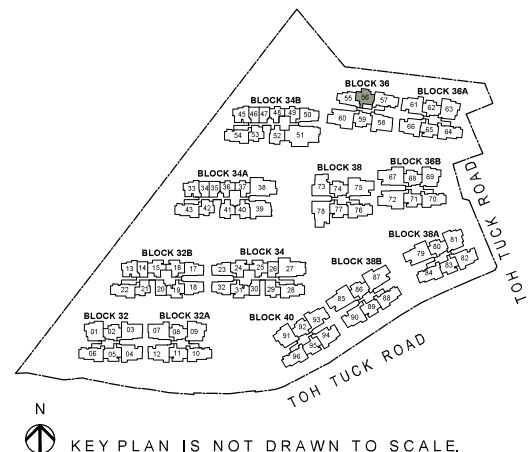 BLOCK 36
55 56 57
BLOCK 36A
61 62 63
60 59 58
66 65 64
BLOCK 34B
45 46 47 48 49 50
54 53 52 51
BLOCK 36B
67 68 69
72 71 70
BLOCK 38
73 74 75
78 77 76
BLOCK 34A
33 34 35 36 37 38
43 42 41 40 39
BLOCK 38A
79 80 81
84 83 82
BLOCK 38B
85 86 87
90 89 88
BLOCK 32B
13 14 15 16 17
22 21 20 19 18
BLOCK 34
23 24 25 26 27
32 31 30 29 28
BLOCK 32
01 02 03
06 05 04
BLOCK 32A
07 08 09
12 11 10
BLOCK 40
91 92 93
96 95 94
TOH TUCK ROAD
TOH TUCK ROAD
N
KEY PLAN IS NOT DRAWN TO SCALE.